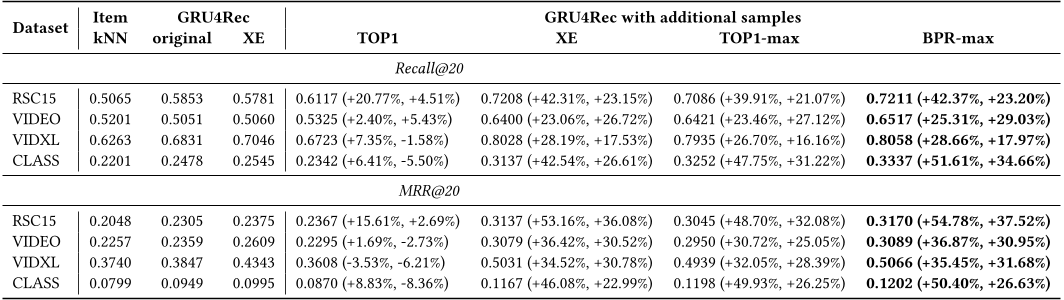 Dataset Item kNN GRU4Rec original XE GRU4Rec with additional samples TOP1 XE TOP1-max BPR-max
Recall@20
RSC15 0.5065 0.5853 0.5781 0.6117 (+20.77%, +4.51%) 0.7208 (+42.31%, +23.15%) 0.7086 (+39.91%, +21.07%) 0.7211 (+42.37%, +23.20%)
VIDEO 0.5201 0.5051 0.5060 0.5325 (+2.40%, +5.43%) 0.6400 (+23.06%, +26.72%) 0.6421 (+23.46%, +27.12%) 0.6517 (+25.31%, +29.03%)
VIDXL 0.6263 0.6831 0.7046 0.6723 (+7.35%, -1.58%) 0.8028 (+28.19%, +17.53%) 0.7935 (+26.70%, +16.16%) 0.8058 (+28.66%, +17.97%)
CLASS 0.2201 0.2478 0.2545 0.2342 (+6.41%, -5.50%) 0.3137 (+42.54%, +26.61%) 0.3252 (+47.75%, +31.22%) 0.3337 (+51.61%, +34.66%)
MRR@20
RSC15 0.2048 0.2305 0.2375 0.2367 (+15.61%, +2.69%) 0.3137 (+53.16%, +36.08%) 0.3045 (+48.70%, +32.08%) 0.3170 (+54.78%, +37.52%)
VIDEO 0.2257 0.2359 0.2609 0.2295 (+1.69%, -2.73%) 0.3079 (+36.42%, +30.52%) 0.2950 (+30.72%, +25.05%) 0.3089 (+36.87%, +30.95%)
VIDXL 0.3740 0.3847 0.4343 0.3608 (-3.53%, -6.21%) 0.5031 (+34.52%, +30.78%) 0.4939 (+32.05%, +28.39%) 0.5066 (+35.45%, +31.68%)
CLASS 0.0799 0.0949 0.0995 0.0870 (+8.83%, -8.36%) 0.1167 (+46.08%, +22.99%) 0.1198 (+49.93%, +26.25%) 0.1202 (+50.40%, +26.63%)